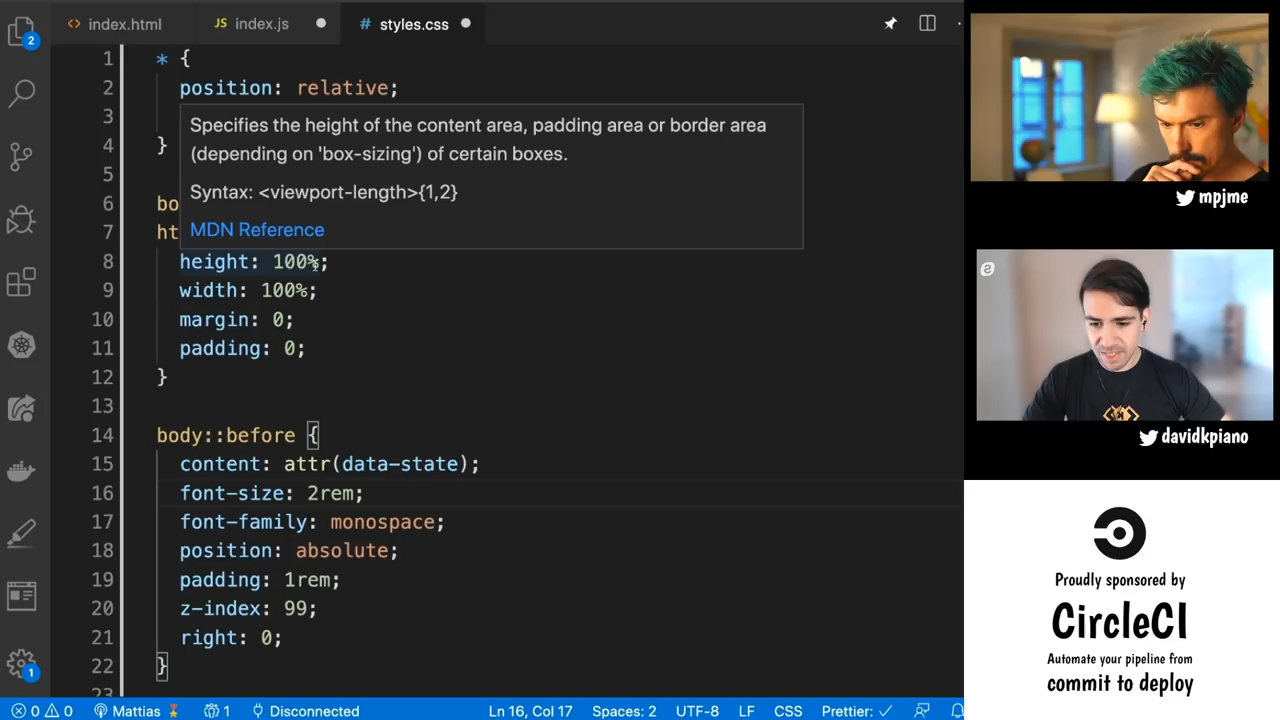 index.html
JS index.js
# styles.css
2
1 * {
2 position: relative;
3
Specifies the height of the content area, padding area or border area
(depending on 'box-sizing') of certain boxes.
Syntax: <viewport-length>{1,2}
MDN Reference
4 }
5
6 bo
7 ht
8 height: 100%;
9 width: 100%;
10 margin: 0;
11 padding: 0;
12 }
13
14 body::before {
15 content: attr(data-state);
16 font-size: 2rem;
17 font-family: monospace;
18 position: absolute;
19 padding: 1rem;
20 z-index: 99;
21 right: 0;
22 }
23
1
0 0 Mattias 1 Disconnected Ln 16, Col 17 Spaces: 2 UTF-8 LF CSS Prettier: ✓
mpjme
davidkpiano
Proudly sponsored by
CircleCI
Automate your pipeline from
commit to deploy